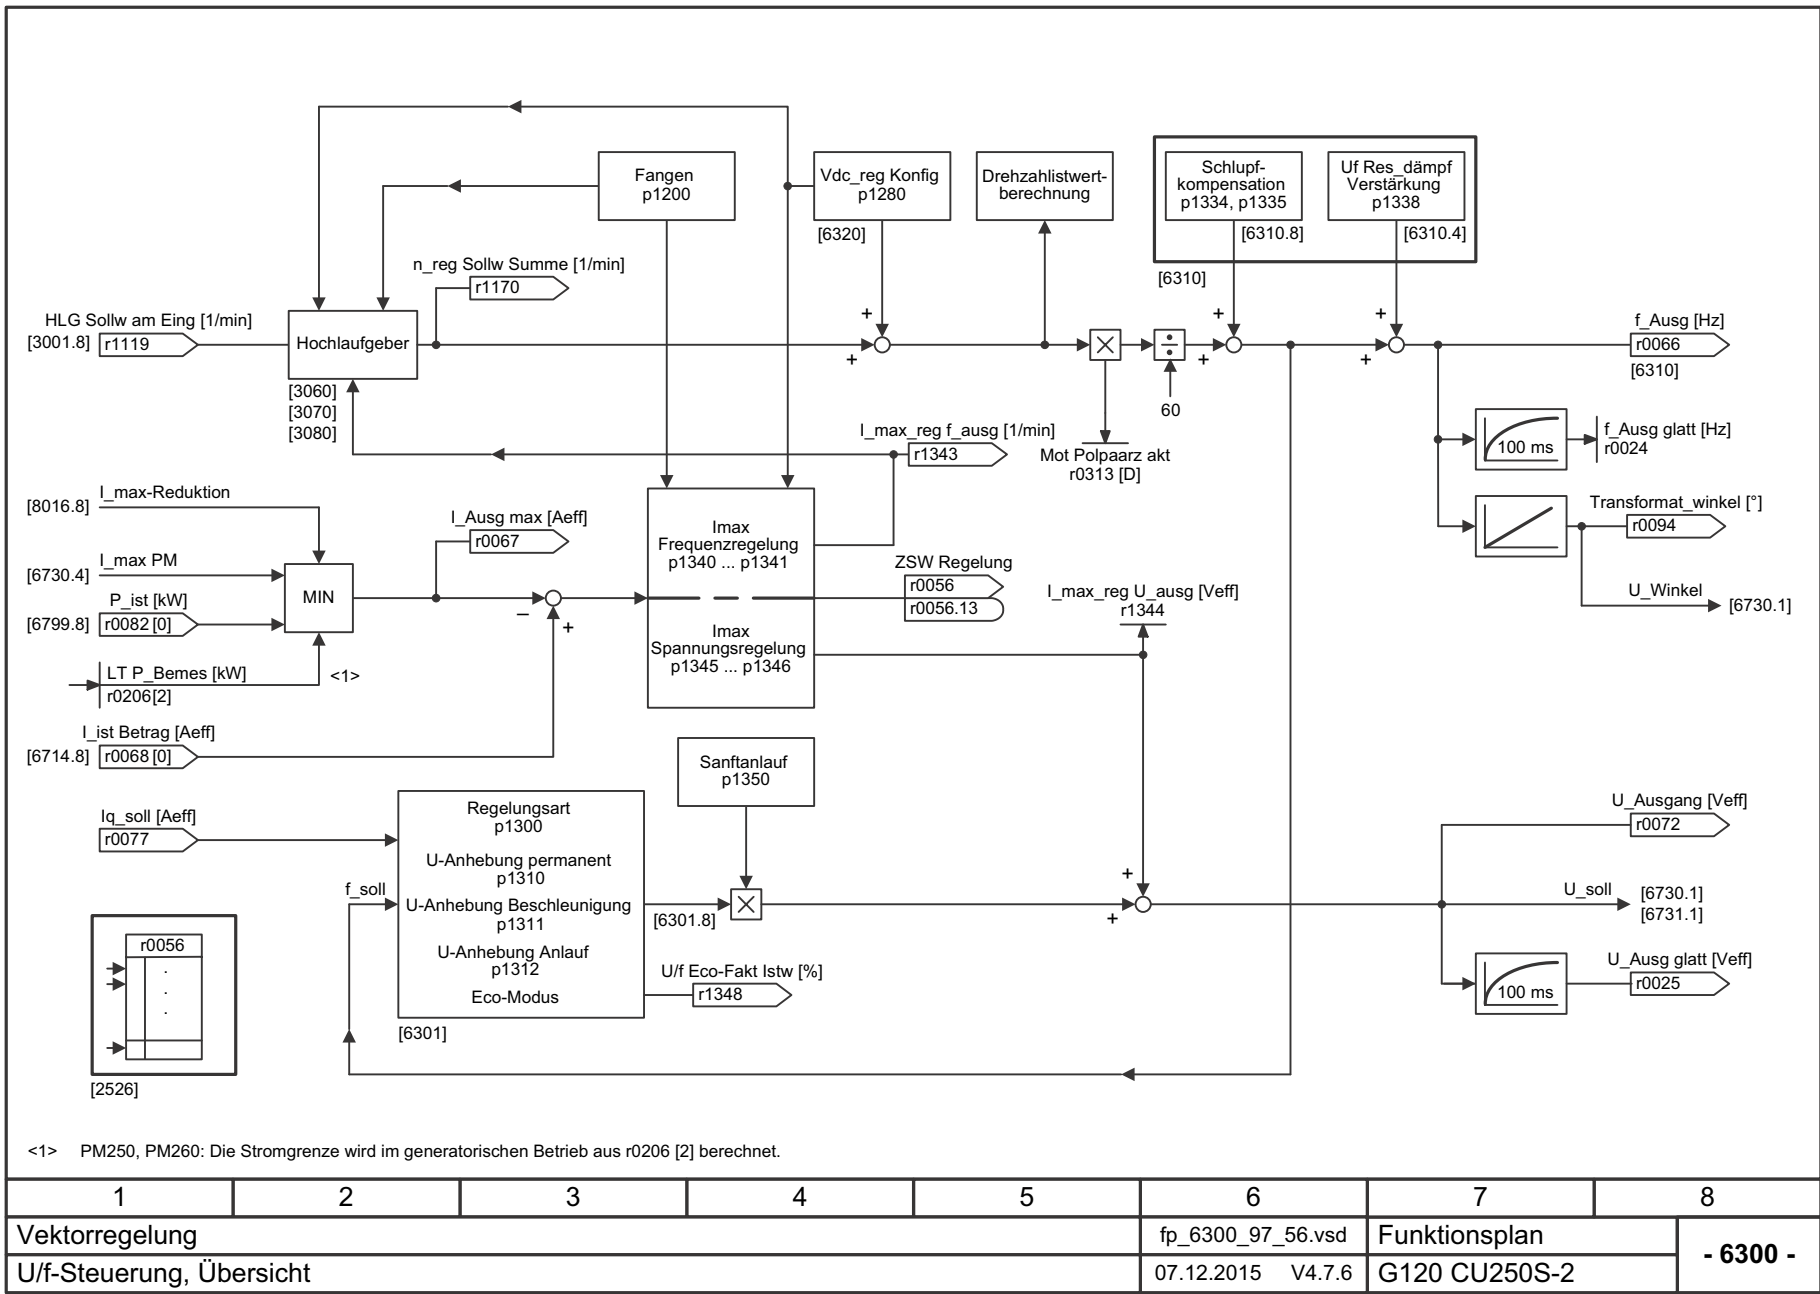 Fangen
p1200
Vdc_reg Konfig
p1280
[6320]
Drehzahlistwert-
berechnung
Schlupf-
kompensation
p1334, p1335
[6310.8]
Uf Res_dämpf
Verstärkung
p1338
[6310.4]
[6310]
n_reg Sollw Summe [1/min]
r1170
HLG Sollw am Eing [1/min]
[3001.8] r1119
Hochlaufgeber
[3060]
[3070]
[3080]
+
+
60
+
+
+
+
f_Ausg [Hz]
r0066
[6310]
I_max_reg f_ausg [1/min]
r1343
Mot Polpaarz akt
r0313 [D]
100 ms
f_Ausg glatt [Hz]
r0024
Transformat_winkel [°]
r0094
U_Winkel
[6730.1]
[8016.8] I_max-Reduktion
[6730.4] I_max PM
P_ist [kW]
[6799.8] r0082 [0]
LT P_Bemes [kW]
r0206[2]
<1>
MIN
I_Ausg max [Aeff]
r0067
–
+
Imax
Frequenzregelung
p1340 ... p1341
Imax
Spannungsregelung
p1345 ... p1346
ZSW Regelung
r0056
r0056.13
I_max_reg U_ausg [Veff]
r1344
I_ist Betrag [Aeff]
[6714.8] r0068 [0]
Sanftanlauf
p1350
Iq_soll [Aeff]
r0077
f_soll
Regelungsart
p1300
U-Anhebung permanent
p1310
U-Anhebung Beschleunigung
p1311
U-Anhebung Anlauf
p1312
Eco-Modus
[6301]
[6301.8]
U/f Eco-Fakt Istw [%]
r1348
+
+
U_Ausgang [Veff]
r0072
U_soll
[6730.1]
[6731.1]
U_Ausg glatt [Veff]
100 ms
r0025
r0056
.
.
.
[2526]
<1> PM250, PM260: Die Stromgrenze wird im generatorischen Betrieb aus r0206 [2] berechnet.
1 2 3 4 5 6 7 8
Vektorregelung fp_6300_97_56.vsd Funktionsplan
- 6300 -
U/f-Steuerung, Übersicht 07.12.2015 V4.7.6 G120 CU250S-2